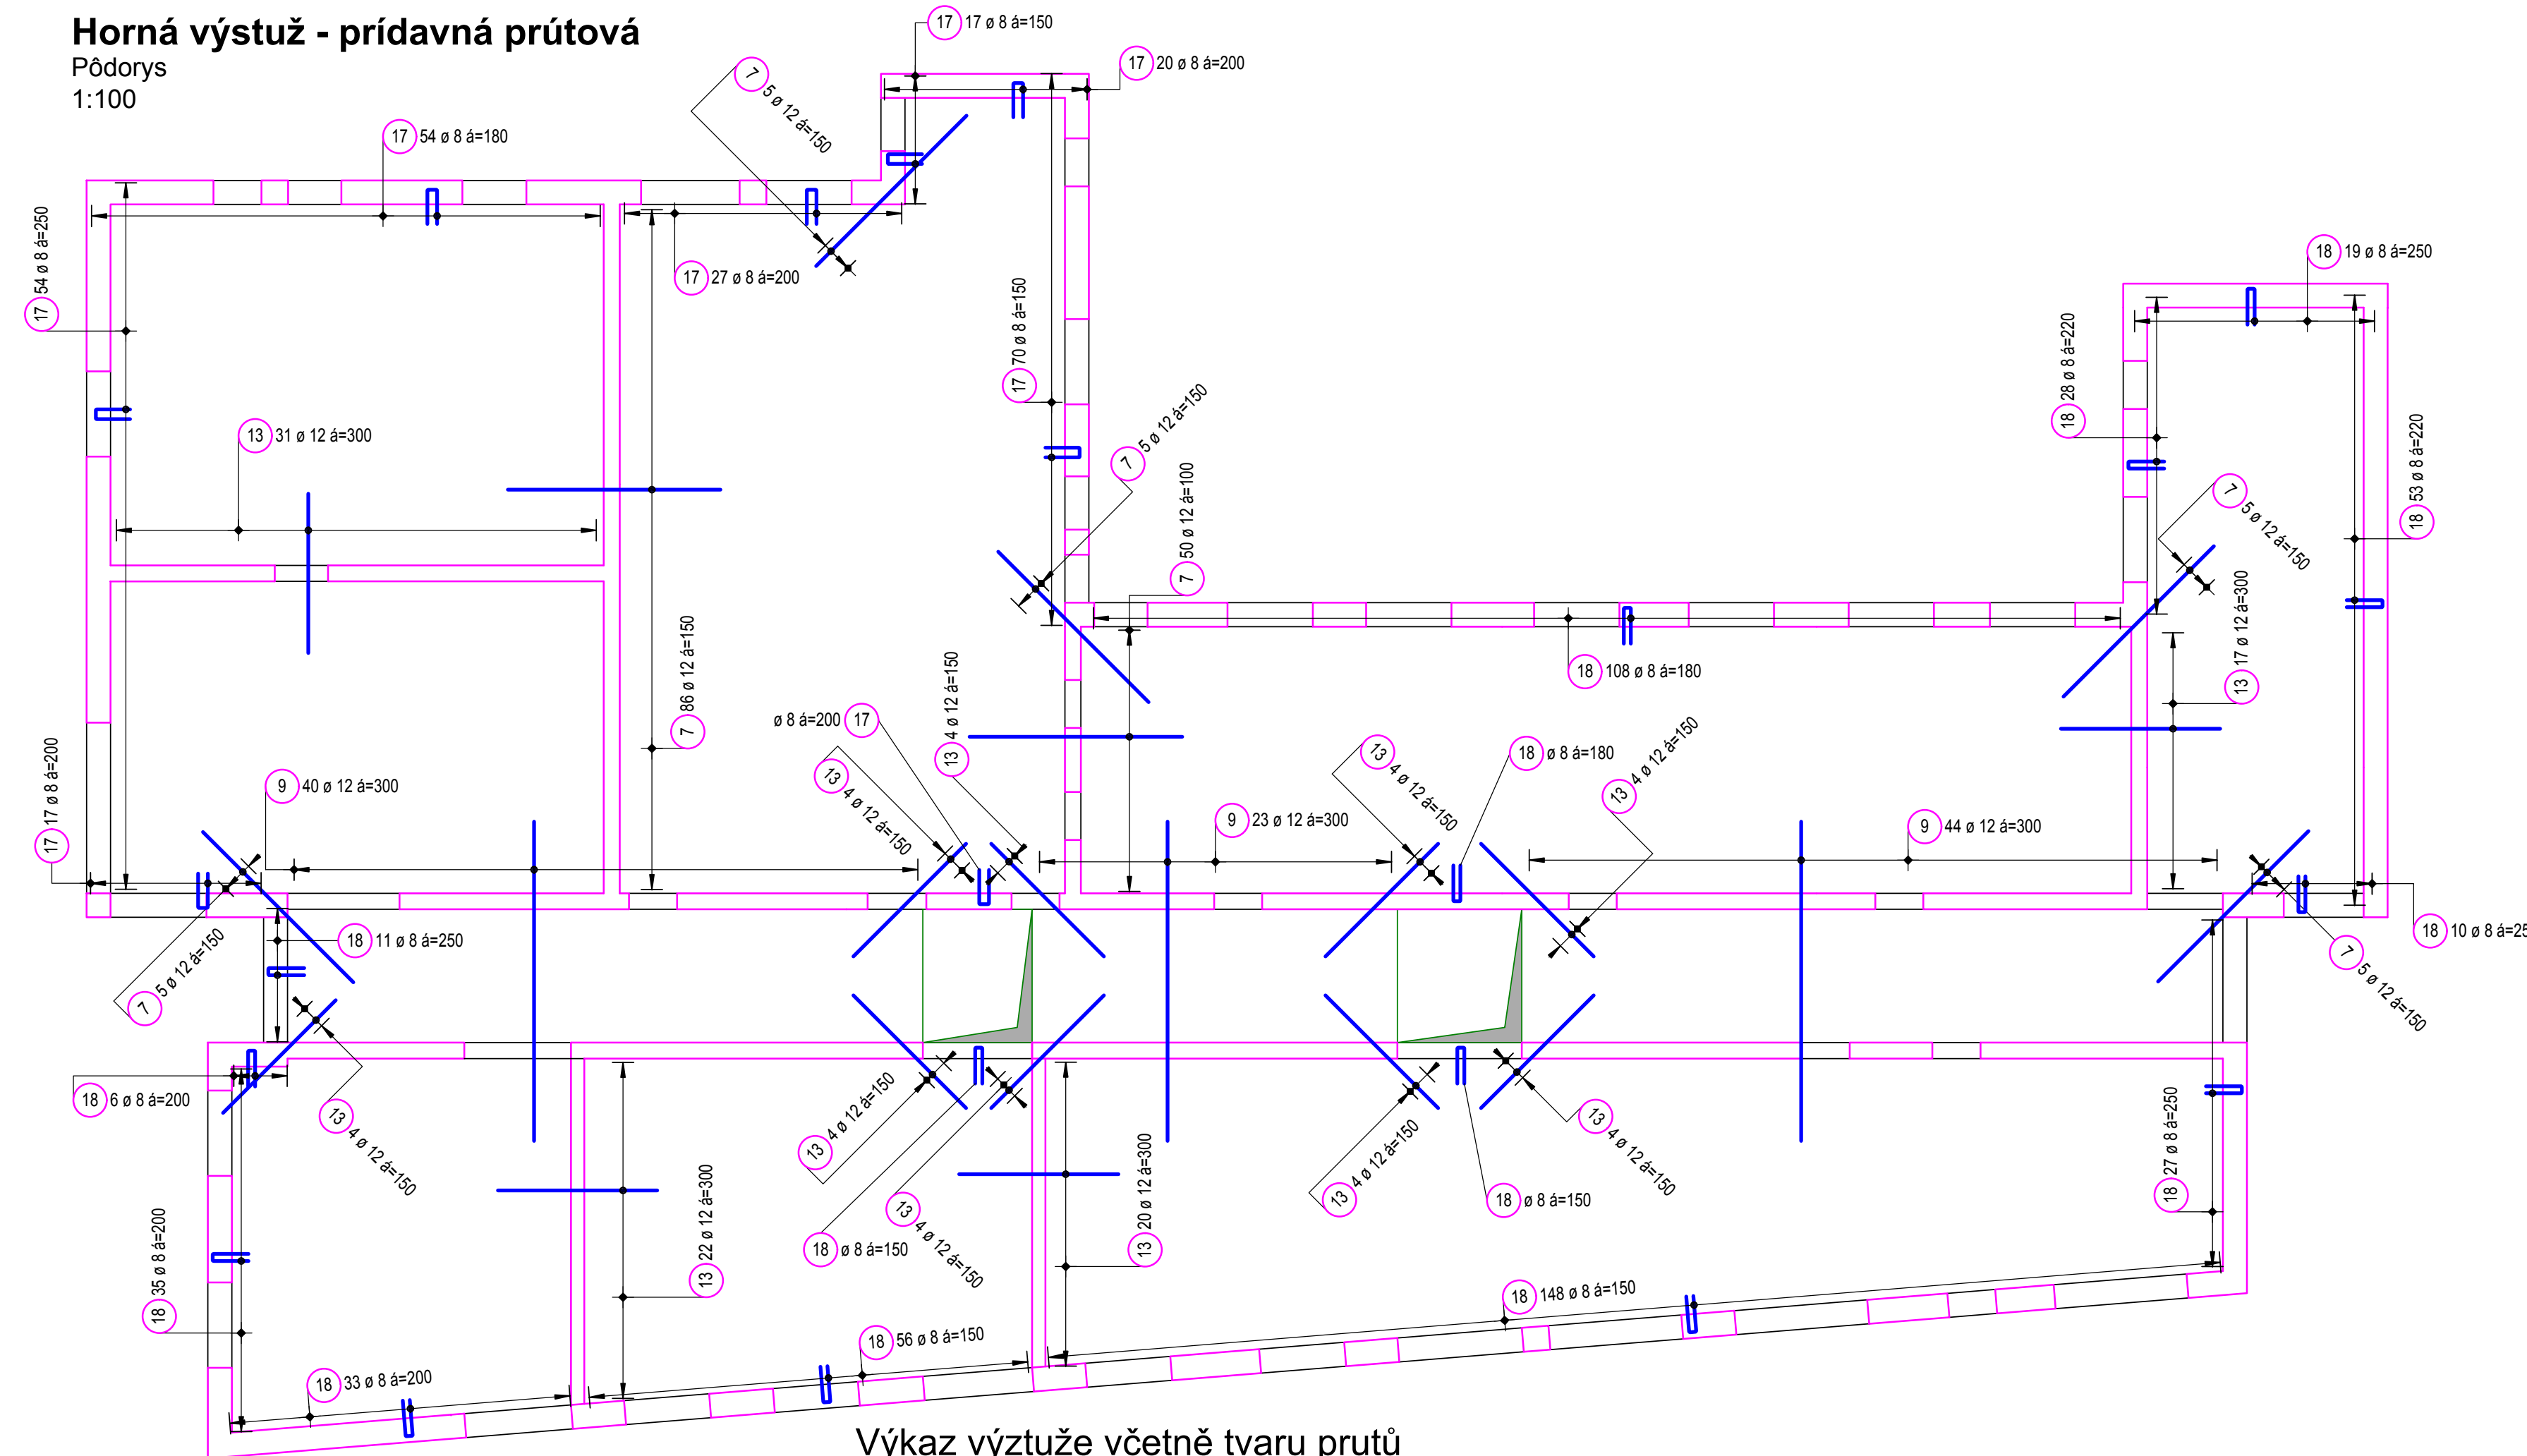 Horná výstuž - prídavná prútová
Pôdorys
1:100
17 17 ø 8 á=150
17 20 ø 8 á=200
7 5 ø 12 á=150
17 54 ø 8 á=180
17 54 ø 8 á=250
17 27 ø 8 á=200
18 19 ø 8 á=250
17 70 ø 8 á=150
18 28 ø 8 á=220
13 31 ø 12 á=300
7 5 ø 12 á=150
18 53 ø 8 á=220
7 5 ø 12 á=150
7 50 ø 12 á=100
13 17 ø 12 á=300
7 86 ø 12 á=150
18 108 ø 8 á=180
ø 8 á=200 17
13 4 ø 12 á=150
13 4 ø 12 á=150
13 4 ø 12 á=150
18 ø 8 á=180
13 4 ø 12 á=150
17 17 ø 8 á=200
9 40 ø 12 á=300
9 23 ø 12 á=300
9 44 ø 12 á=300
18 11 ø 8 á=250
18 10 ø 8 á=25
7 5 ø 12 á=150
7 5 ø 12 á=150
18 6 ø 8 á=200
13 4 ø 12 á=150
13 4 ø 12 á=150
13 4 ø 12 á=150
13 4 ø 12 á=150
13 4 ø 12 á=150
18 ø 8 á=150
18 ø 8 á=150
18 27 ø 8 á=250
13 22 ø 12 á=300
13 20 ø 12 á=300
18 35 ø 8 á=200
18 148 ø 8 á=150
18 56 ø 8 á=150
18 33 ø 8 á=200
Výkaz výztuže včetně tvaru prutů